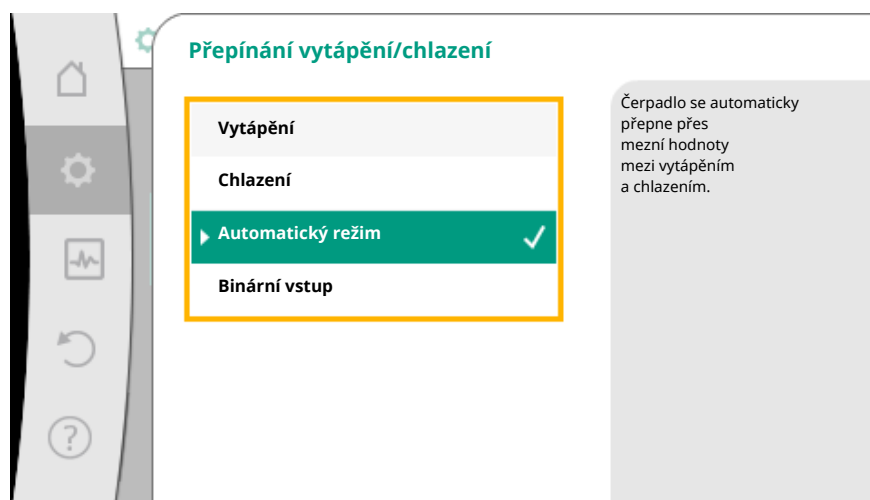 Přepínání vytápění/chlazení
Vytápění
Chlazení
Automatický režim
Binární vstup
Čerpadlo se automaticky
přepne přes
mezní hodnoty
mezi vytápěním
a chlazením.
?